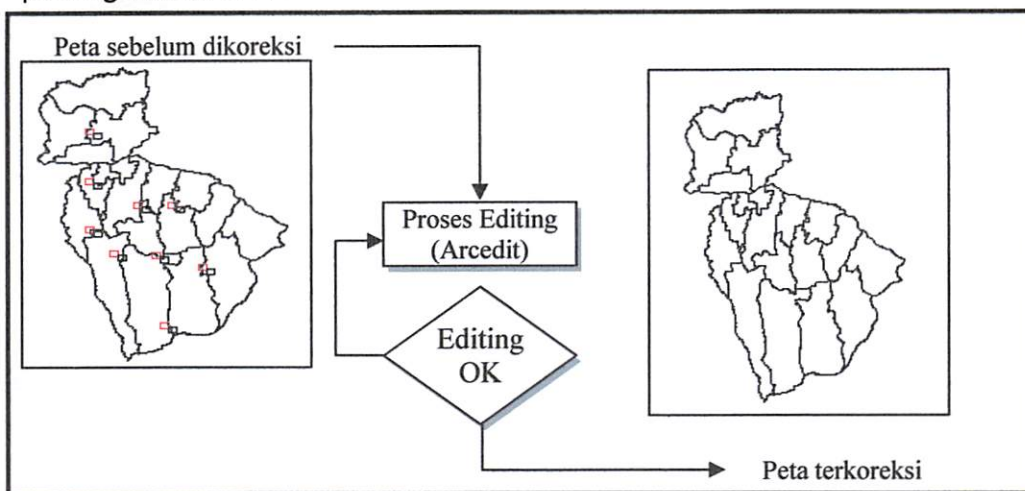 Peta sebelum dikoreksi
Proses Editing
(Arcedit)
Editing
OK
Peta terkoreksi